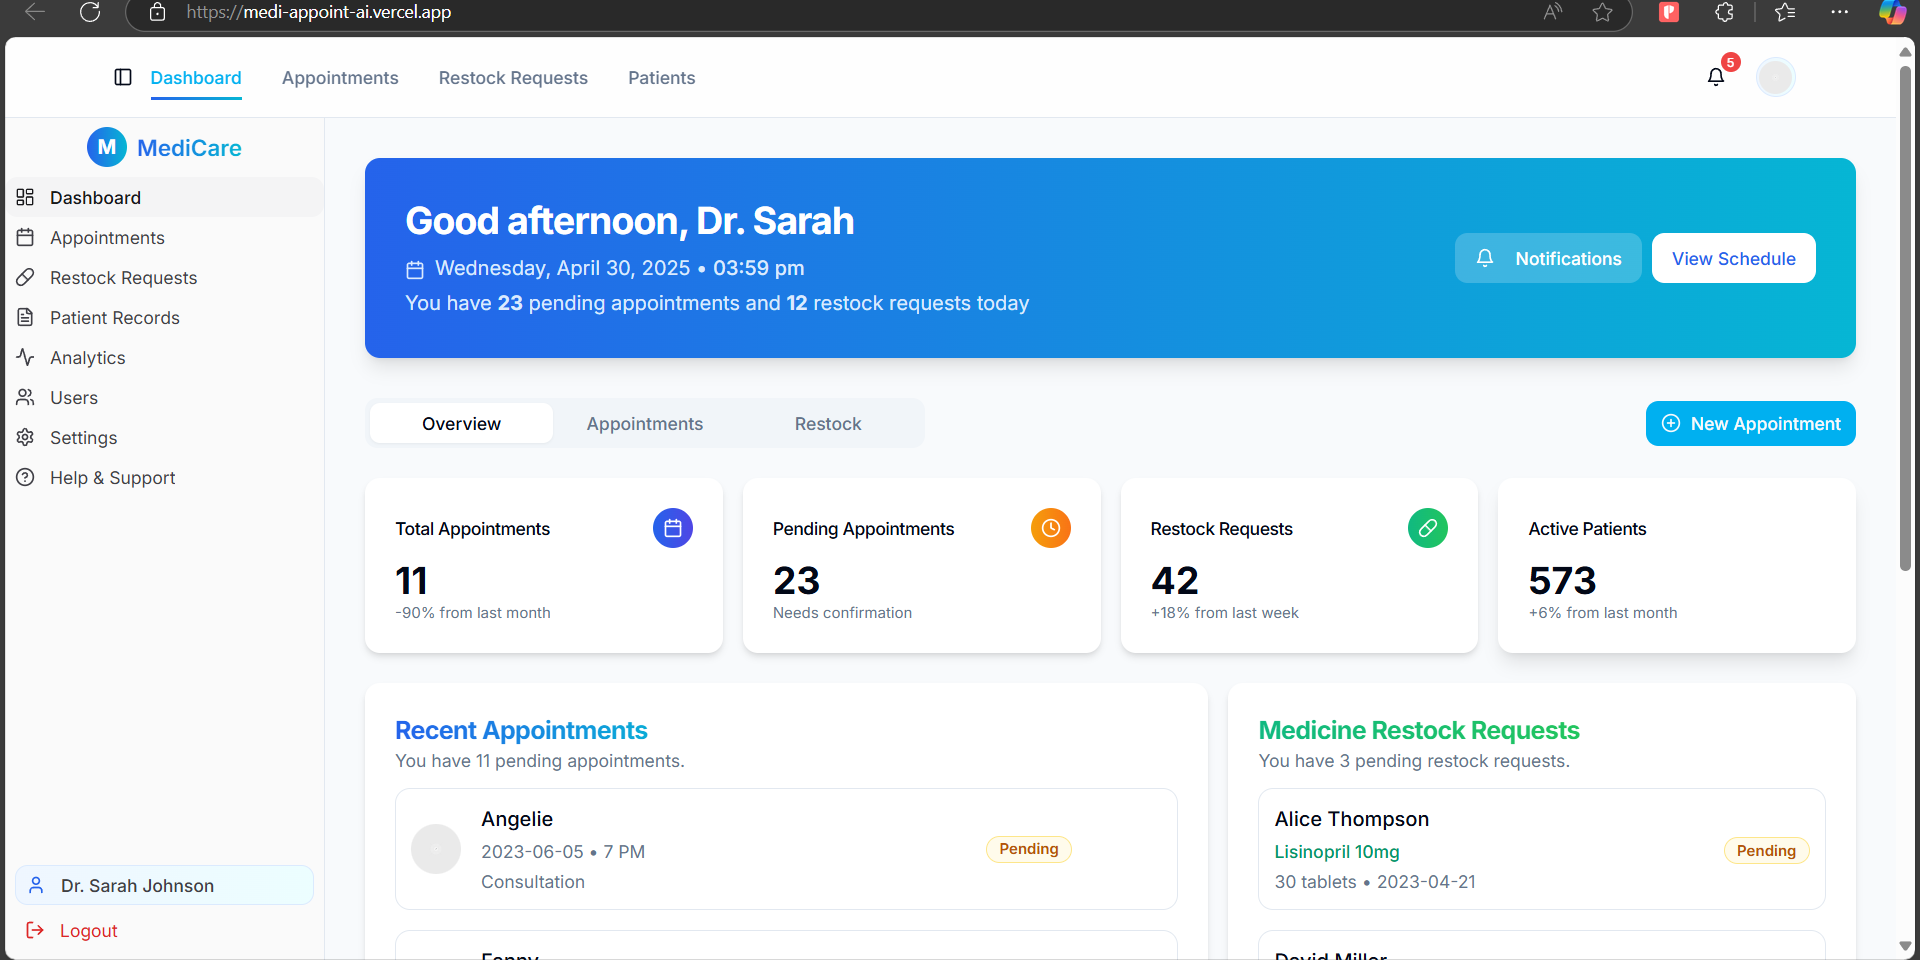 https://medi-appoint-ai.vercel.app
Dashboard
Appointments
Restock Requests
Patients
5
M MediCare
Dashboard
Appointments
Restock Requests
Patient Records
Analytics
Users
Settings
Help & Support
Dr. Sarah Johnson
Logout
Good afternoon, Dr. Sarah
Wednesday, April 30, 2025 • 03:59 pm
You have 23 pending appointments and 12 restock requests today
Notifications
View Schedule
Overview
Appointments
Restock
New Appointment
Total Appointments
11
-90% from last month
Pending Appointments
23
Needs confirmation
Restock Requests
42
+18% from last week
Active Patients
573
+6% from last month
Recent Appointments
You have 11 pending appointments.
Angelie
2023-06-05 • 7 PM
Consultation
Pending
Medicine Restock Requests
You have 3 pending restock requests.
Alice Thompson
Lisinopril 10mg
30 tablets • 2023-04-21
Pending
David Miller